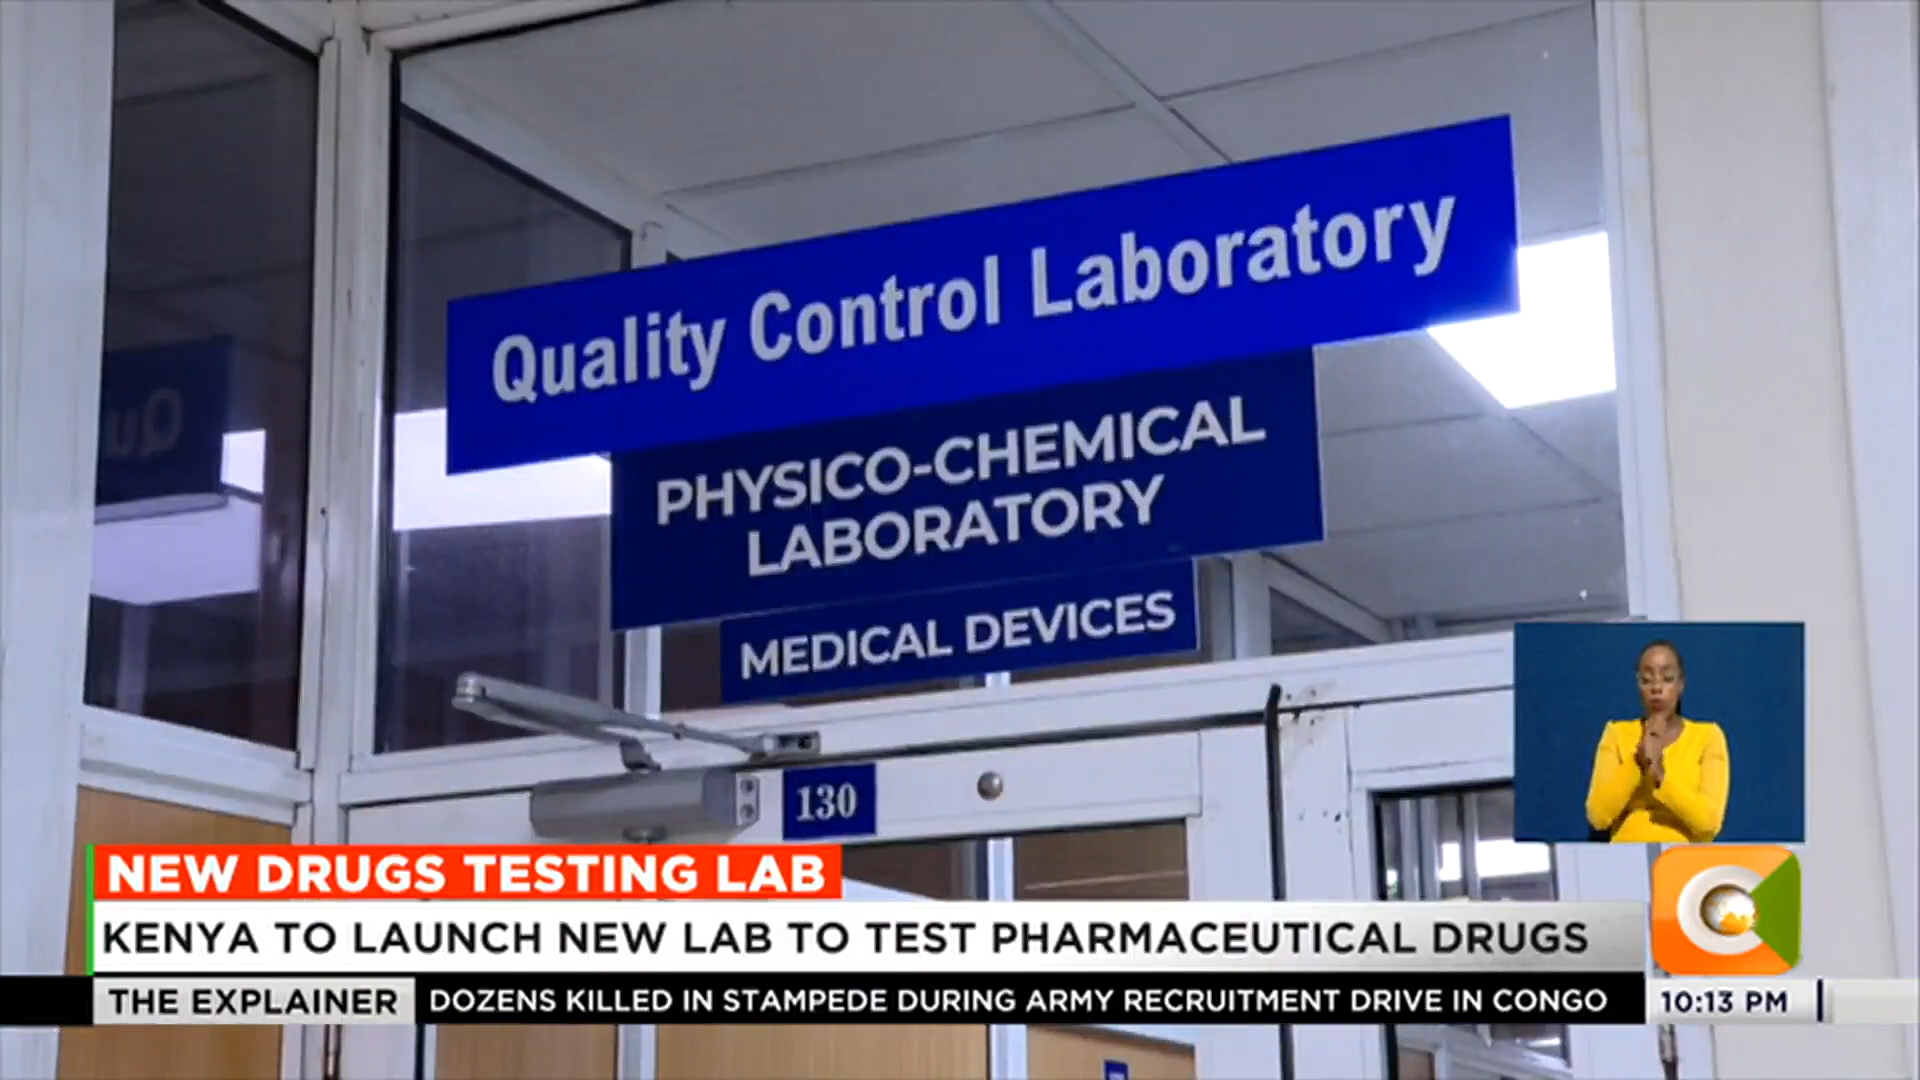 Quality Control Laboratory
PHYSICO-CHEMICAL
LABORATORY
MEDICAL DEVICES
Qu
130
NEW DRUGS TESTING LAB
KENYA TO LAUNCH NEW LAB TO TEST PHARMACEUTICAL DRUGS
THE EXPLAINER
DOZENS KILLED IN STAMPEDE DURING ARMY RECRUITMENT DRIVE IN CONGO
10:13 PM